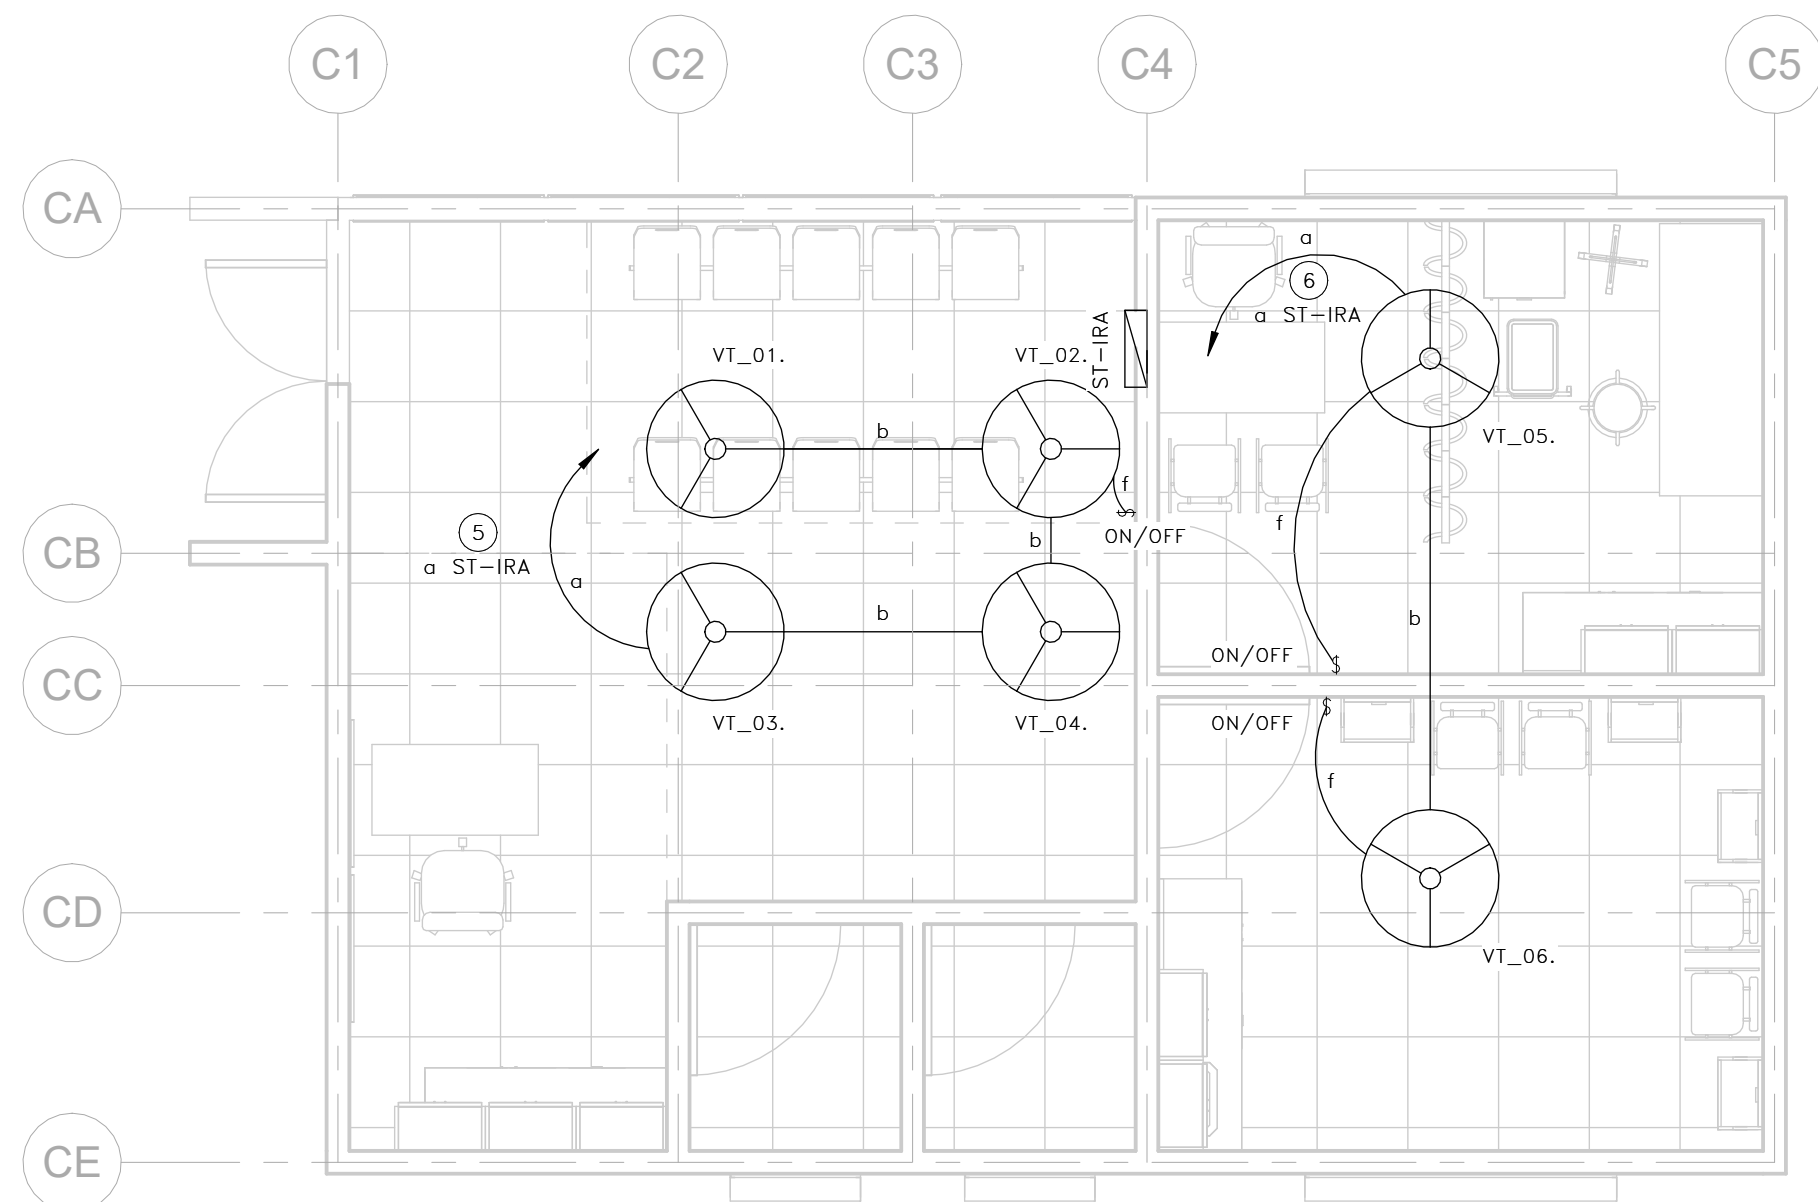 C1 C2 C3 C4 C5
CA
a
6
a ST-IRA
ST-IRA
VT_01. VT_02.
VT_05.
b
f
$
ON/OFF
5
a ST-IRA
CB
f
b
a
b
b
ON/OFF $
CC
$
ON/OFF
VT_03. VT_04.
f
CD
VT_06.
CE